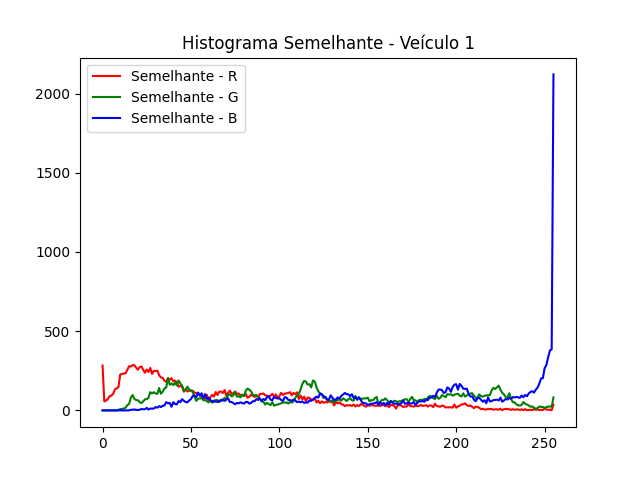 Histograma Semelhante - Veículo 1
Semelhante - R
Semelhante - G
Semelhante - B
2000
1500
1000
500
0
0 50 100 150 200 250